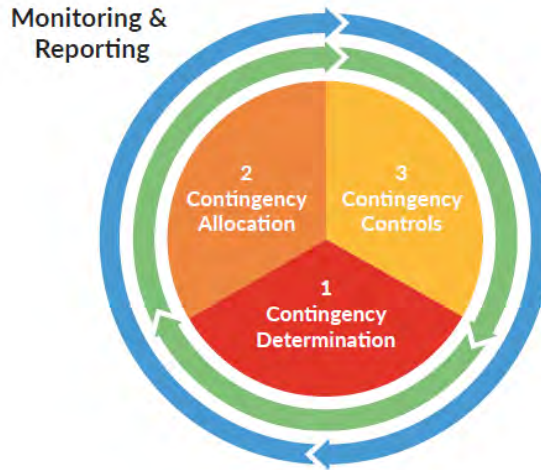 Monitoring &
Reporting
2
Contingency
Allocation
3
Contingency
Controls
1
Contingency
Determination